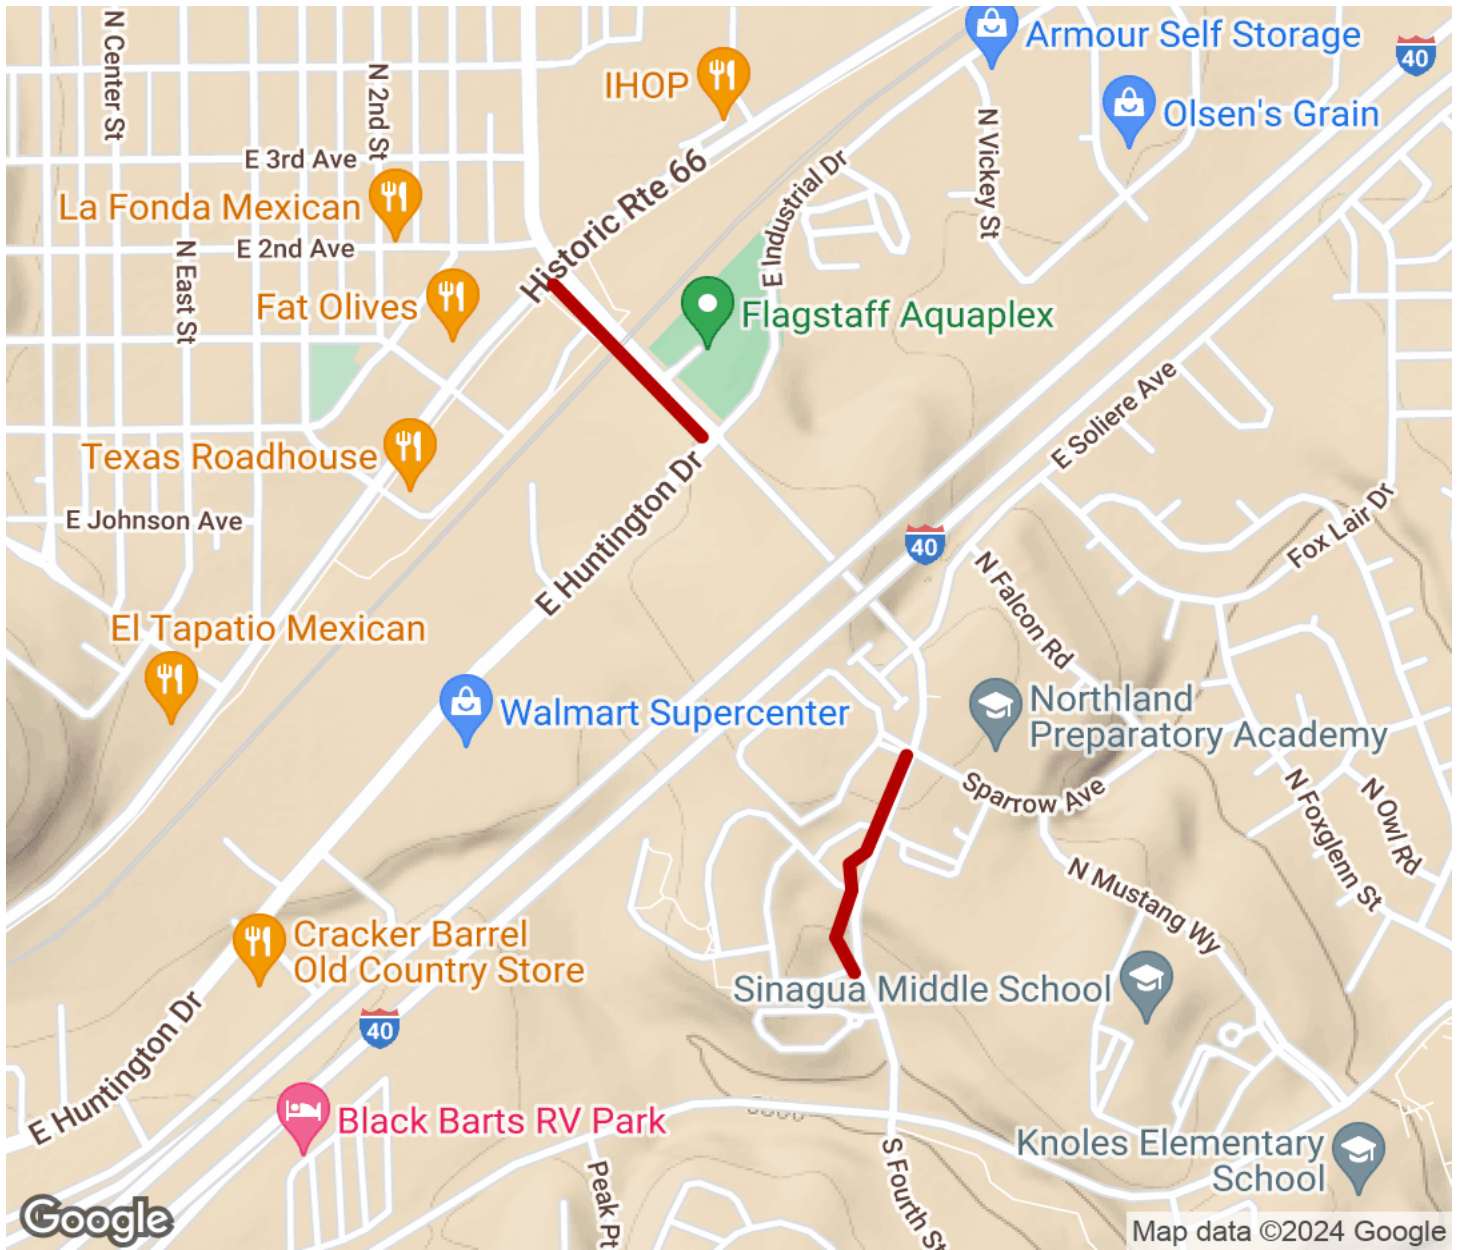 N Center St
N 2nd St
IHOP
Armour Self Storage
40
Olsen's Grain
E 3rd Ave
La Fonda Mexican
E 2nd Ave
N East St
Historic Rte 66
E Industrial Dr
N Vickey St
Fat Olives
Flagstaff Aquaplex
Texas Roadhouse
E Soliere Ave
E Johnson Ave
E Huntington Dr
40
Fox Lair Dr
N Falcon Rd
El Tapatio Mexican
Walmart Supercenter
Northland
Preparatory Academy
Sparrow Ave
N Foxglenn St
N Owl Rd
N Mustang Wy
Cracker Barrel
Old Country Store
Sinagua Middle School
40
E Huntington Dr
Black Barts RV Park
Knoles Elementary
School
Peak Pt
S Fourth St
Google
Map data ©2024 Google